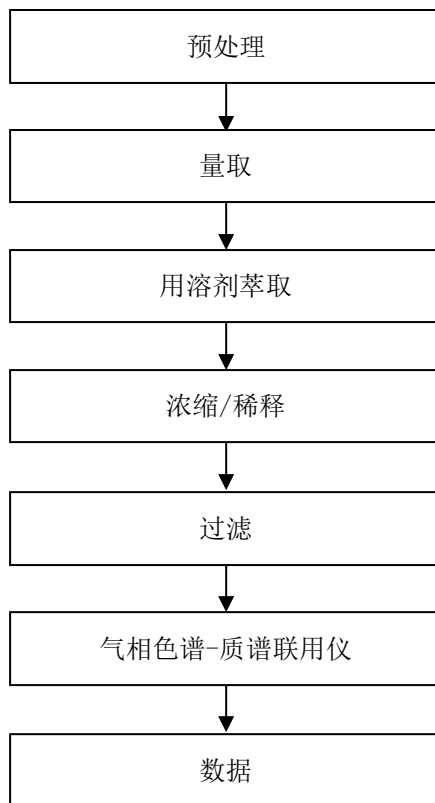 预处理
量取
用溶剂萃取
浓缩/稀释
过滤
气相色谱-质谱联用仪
数据